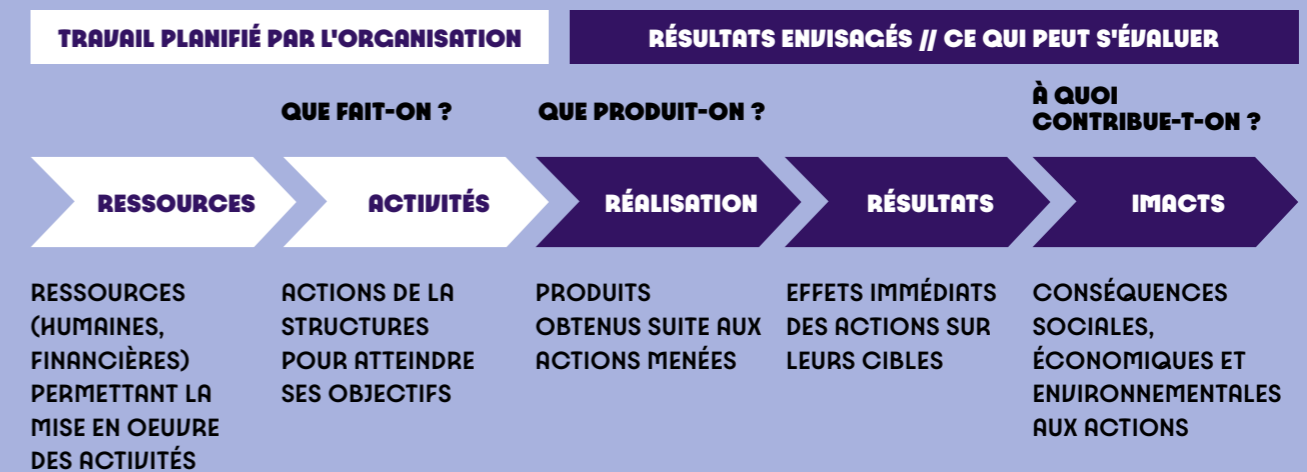 TRAVAIL PLANIFIÉ PAR L'ORGANISATION
RÉSULTATS ENVISAGÉS // CE QUI PEUT S'ÉVALUER
QUE FAIT-ON ?
QUE PRODUIT-ON ?
À QUOI
CONTRIBUE-T-ON ?
RESSOURCES
ACTIVITÉS
RÉALISATION
RÉSULTATS
IMACTS
RESSOURCES
(HUMAINES,
FINANCIÈRES)
PERMETTANT LA
MISE EN OEUVRE
DES ACTIVITÉS
ACTIONS DE LA
STRUCTURES
POUR ATTEINDRE
SES OBJECTIFS
PRODUITS
OBTENUS SUITE AUX
ACTIONS MENÉES
EFFETS IMMÉDIATS
DES ACTIONS SUR
LEURS CIBLES
CONSÉQUENCES
SOCIALES,
ÉCONOMIQUES ET
ENVIRONNEMENTALES
AUX ACTIONS